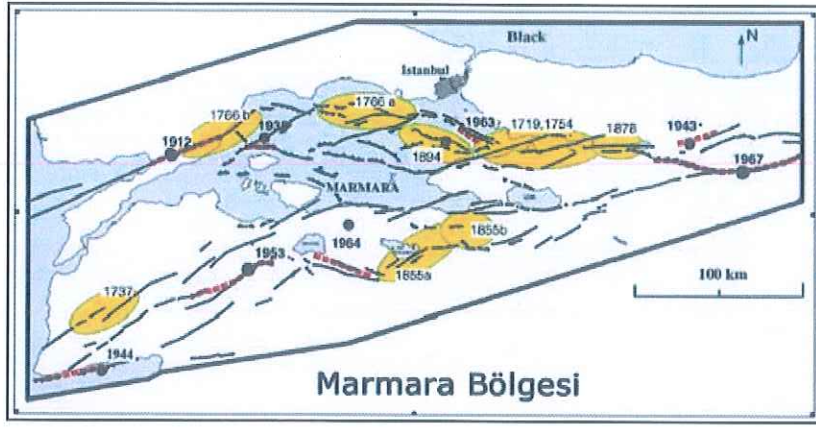 Black
N
İstanbul
1766 a
1766 b
1963
1719,1754
1935
1912
1878
1943
1894
1967
MARMARA
1964
1855b
1953
1855a
100 km
1737
1944
Marmara Bölgesi